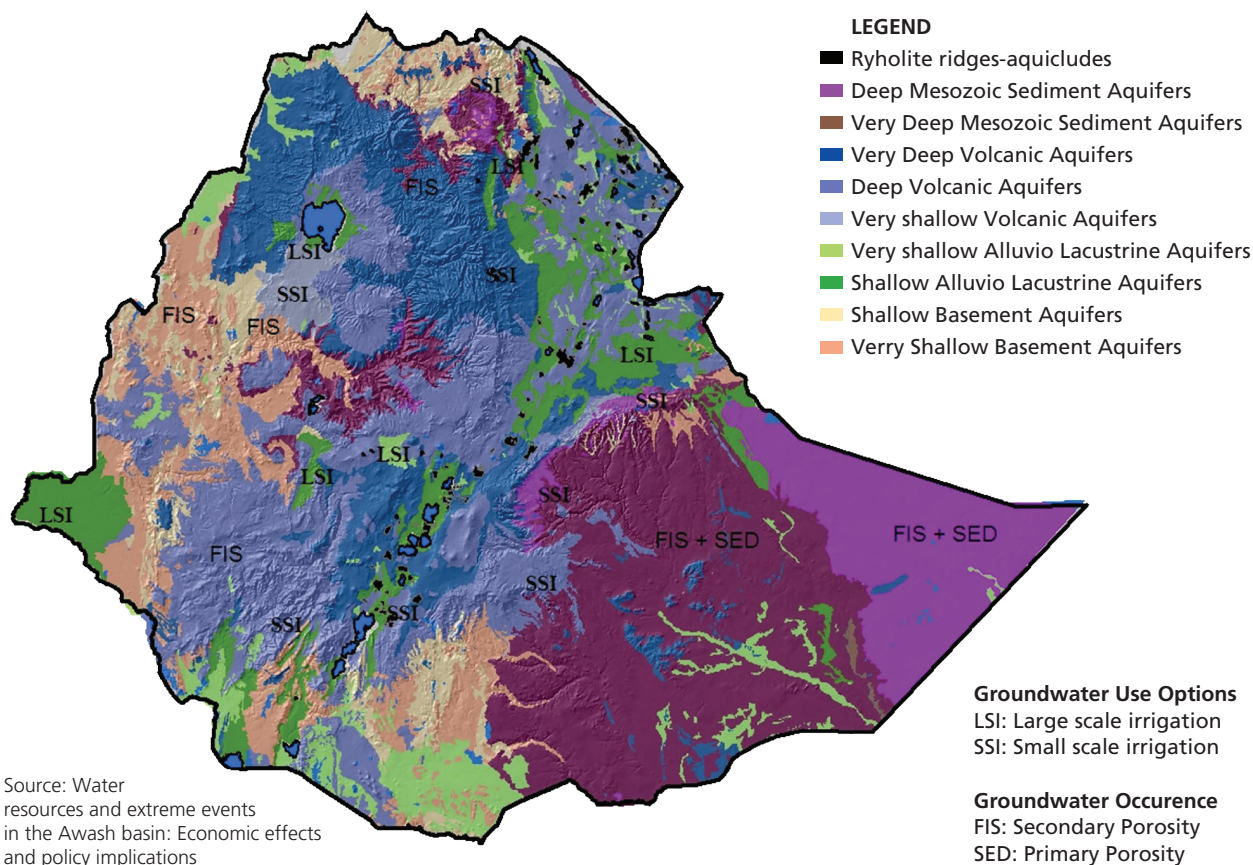 LEGEND
Ryholite ridges-aquicludes
Deep Mesozoic Sediment Aquifers
Very Deep Mesozoic Sediment Aquifers
Very Deep Volcanic Aquifers
Deep Volcanic Aquifers
Very shallow Volcanic Aquifers
Very shallow Alluvio Lacustrine Aquifers
Shallow Alluvio Lacustrine Aquifers
Shallow Basement Aquifers
Verry Shallow Basement Aquifers
SSI
LSI
FIS
LSI
SSI
SSI
FIS
FIS
LSI
SSI
LSI
LSI
SSI
LSI
FIS
FIS + SED
FIS + SED
SSI
SSI
SSI
Groundwater Use Options
LSI: Large scale irrigation
SSI: Small scale irrigation
Groundwater Occurence
FIS: Secondary Porosity
SED: Primary Porosity
Source: Water
resources and extreme events
in the Awash basin: Economic effects
and policy implications